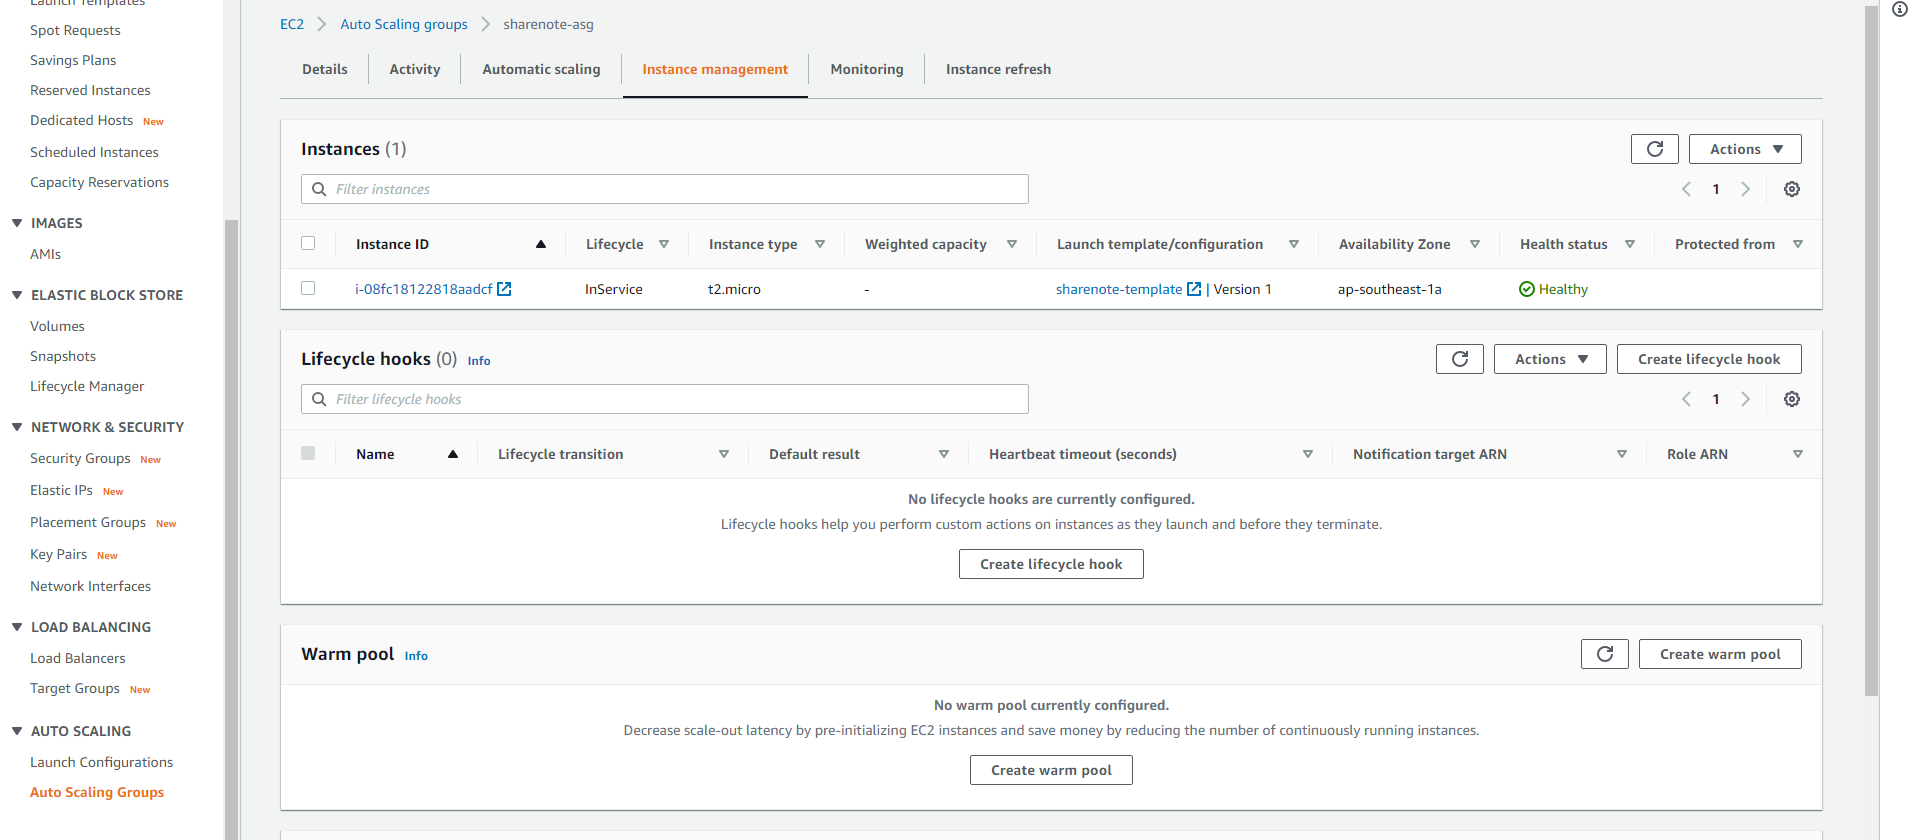 Launch Templates
Spot Requests
Savings Plans
Reserved Instances
Dedicated Hosts New
Scheduled Instances
Capacity Reservations
IMAGES
AMIs
ELASTIC BLOCK STORE
Volumes
Snapshots
Lifecycle Manager
NETWORK & SECURITY
Security Groups New
Elastic IPs New
Placement Groups New
Key Pairs New
Network Interfaces
LOAD BALANCING
Load Balancers
Target Groups New
AUTO SCALING
Launch Configurations
Auto Scaling Groups
EC2 Auto Scaling groups sharenote-asg
Details Activity Automatic scaling Instance management Monitoring Instance refresh
Instances (1) Actions
Filter instances 1
Instance ID Lifecycle Instance type Weighted capacity Launch template/configuration Availability Zone Health status Protected from
i-08fc18122818aadcf InService t2.micro - sharenote-template | Version 1 ap-southeast-1a Healthy
Lifecycle hooks (0) Info Actions Create lifecycle hook
Filter lifecycle hooks 1
Name Lifecycle transition Default result Heartbeat timeout (seconds) Notification target ARN Role ARN
No lifecycle hooks are currently configured.
Lifecycle hooks help you perform custom actions on instances as they launch and before they terminate.
Create lifecycle hook
Warm pool Info Create warm pool
No warm pool currently configured.
Decrease scale-out latency by pre-initializing EC2 instances and save money by reducing the number of continuously running instances.
Create warm pool